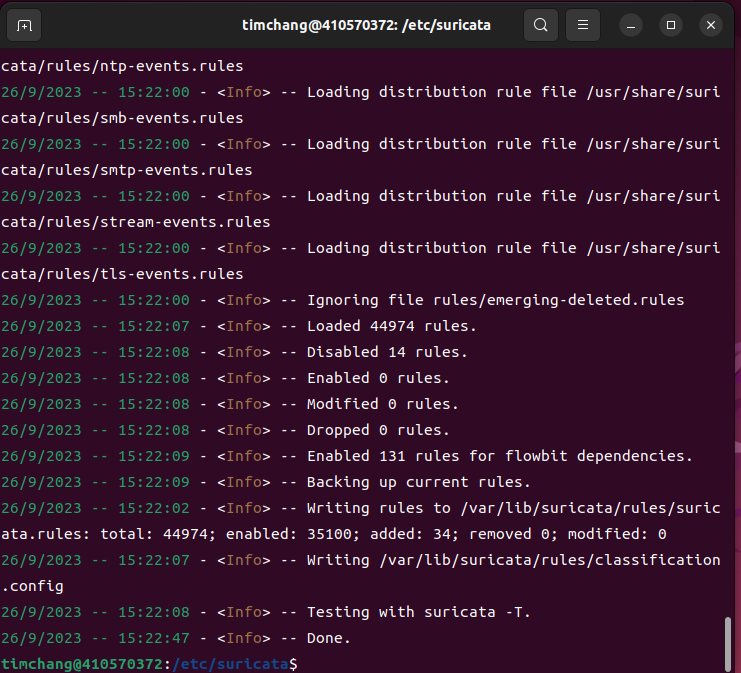 timchang@410570372: /etc/suricata
cata/rules/ntp-events.rules
26/9/2023 -- 15:22:00 - <Info> -- Loading distribution rule file /usr/share/suri
cata/rules/smb-events.rules
26/9/2023 -- 15:22:00 - <Info> -- Loading distribution rule file /usr/share/suri
cata/rules/smtp-events.rules
26/9/2023 -- 15:22:00 - <Info> -- Loading distribution rule file /usr/share/suri
cata/rules/stream-events.rules
26/9/2023 -- 15:22:00 - <Info> -- Loading distribution rule file /usr/share/suri
cata/rules/tls-events.rules
26/9/2023 -- 15:22:00 - <Info> -- Ignoring file rules/emerging-deleted.rules
26/9/2023 -- 15:22:07 - <Info> -- Loaded 44974 rules.
26/9/2023 -- 15:22:08 - <Info> -- Disabled 14 rules.
26/9/2023 -- 15:22:08 - <Info> -- Enabled 0 rules.
26/9/2023 -- 15:22:08 - <Info> -- Modified 0 rules.
26/9/2023 -- 15:22:08 - <Info> -- Dropped 0 rules.
26/9/2023 -- 15:22:09 - <Info> -- Enabled 131 rules for flowbit dependencies.
26/9/2023 -- 15:22:09 - <Info> -- Backing up current rules.
26/9/2023 -- 15:22:02 - <Info> -- Writing rules to /var/lib/suricata/rules/suric
ata.rules: total: 44974; enabled: 35100; added: 34; removed 0; modified: 0
26/9/2023 -- 15:22:07 - <Info> -- Writing /var/lib/suricata/rules/classification
.config
26/9/2023 -- 15:22:08 - <Info> -- Testing with suricata -T.
26/9/2023 -- 15:22:47 - <Info> -- Done.
timchang@410570372:/etc/suricata$